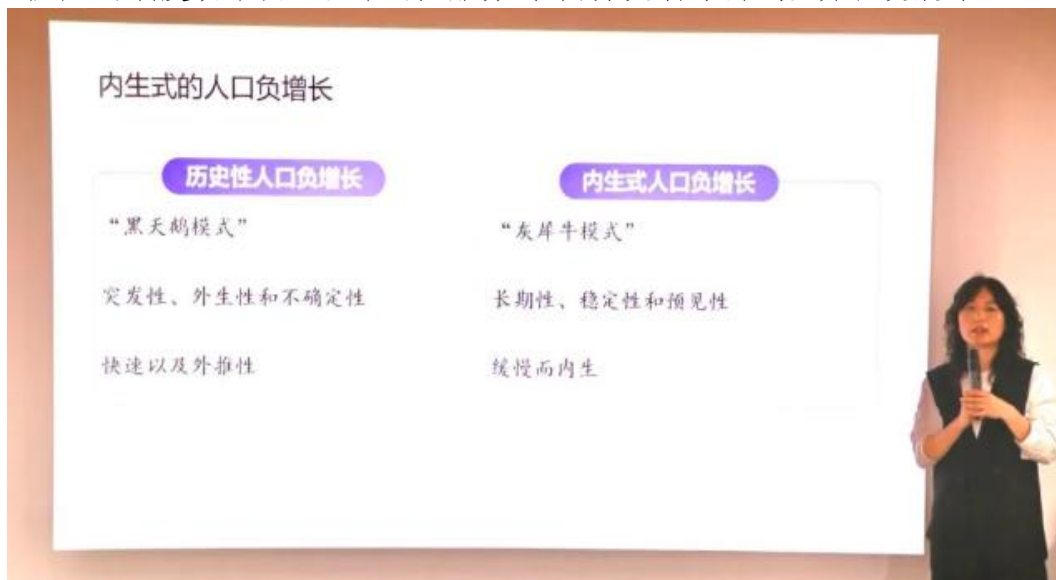 内生式的人口负增长
历史性人口负增长
内生式人口负增长
“黑天鹅模式”
“灰犀牛模式”
突发性、外生性和不确定性
长期性、稳定性和预见性
快速以及外推性
缓慢而内生